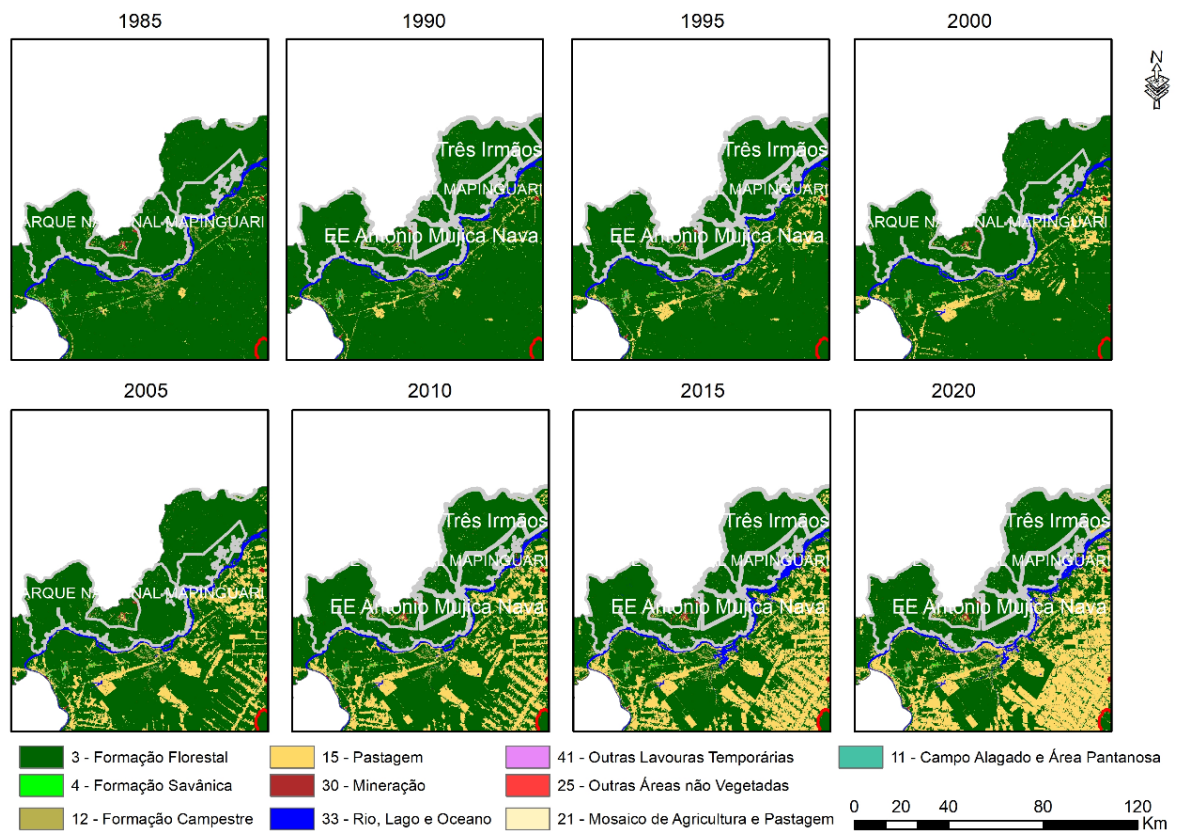 1985
1990
1995
2000
N
Três Irmãos
MAPINGUARI
EE Antonio Mujica Nava
Três Irmãos
MAPINGUARI
EE Antonio Mujica Nava
ARQUE NA NAL MAPINGUARI
ARQUE NA NAL MAPINGUARI
2005
2010
2015
2020
Três Irmãos
L MAPINGUARI
EE Antonio Mujica Nava
Três Irmãos
L MAPINGUARI
EE Antonio Mujica Nava
Três Irmãos
L MAPINGUARI
EE Antonio Mujica Nava
ARQUE NA NAL MAPINGUARI
3 - Formação Florestal
15 - Pastagem
41 - Outras Lavouras Temporárias
11 - Campo Alagado e Área Pantanosa
4 - Formação Savânica
30 - Mineração
25 - Outras Áreas não Vegetadas
12 - Formação Campestre
33 - Rio, Lago e Oceano
21 - Mosaico de Agricultura e Pastagem
0 20 40 80 120
Km